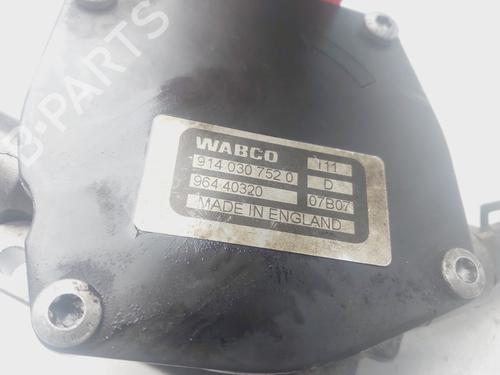 B-PARTS
WABCO 111
914 030 752 0 D
964 40320 07B07
MADE IN ENGLAND